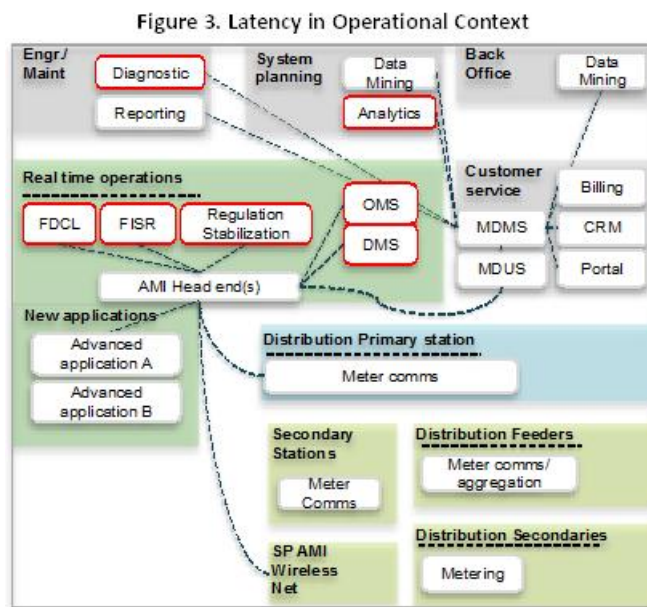 Figure 3. Latency in Operational Context
Engr./
Maint
Diagnostic
Reporting
System
planning
Data
Mining
Analytics
Back
Office
Data
Mining
Real time operations
FDCL
FISR
Regulation
Stabilization
OMS
DMS
AMI Head end(s)
Customer
service
MDMS
MDUS
Billing
CRM
Portal
New applications
Advanced
application A
Advanced
application B
Distribution Primary station
Meter comms
Secondary
Stations
Meter
Comms
Distribution Feeders
Meter comms/
aggregation
SP AMI
Wireless
Net
Distribution Secondaries
Metering